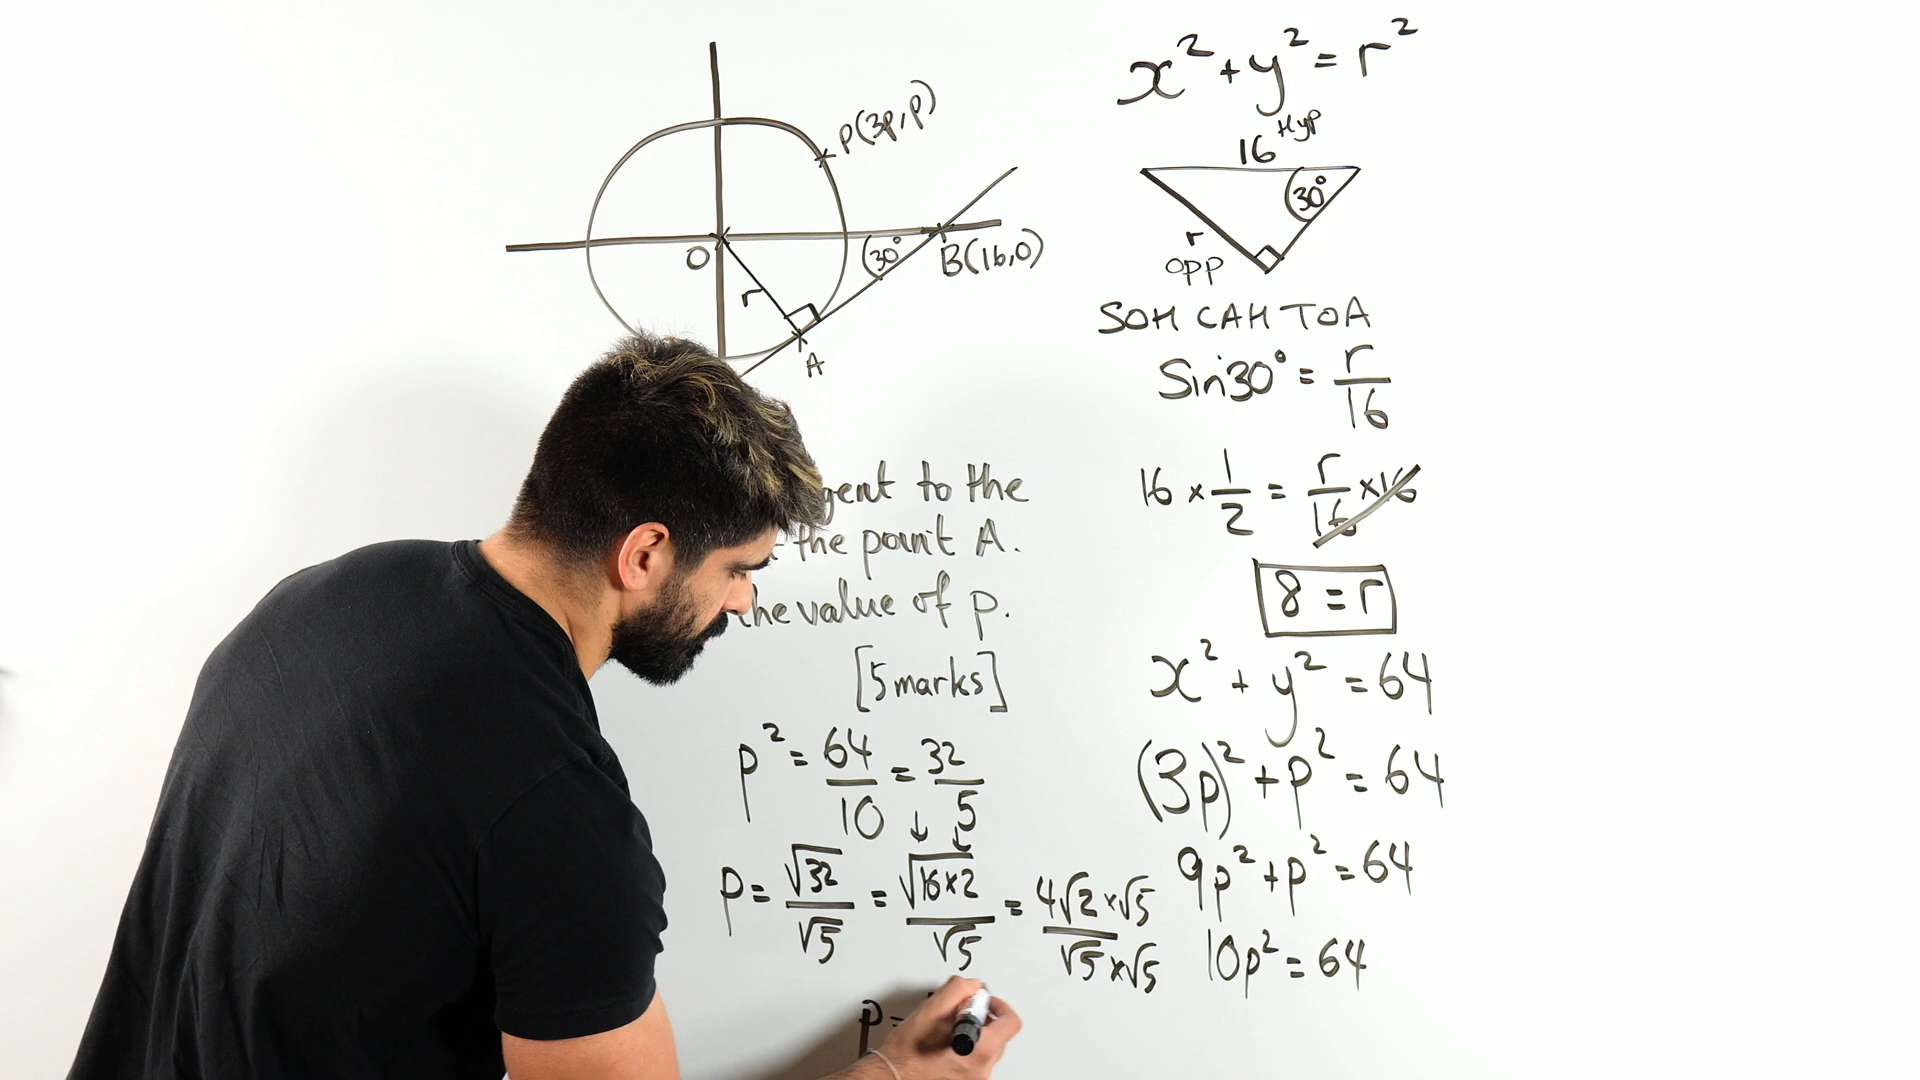 P(3p,p)
30°
B(16,0)
O
r
A
gent to the
the point A.
the value of p.
[5 marks]
p² = 64/10 = 32/5
p = √32/√5 = √16×2/√5 = 4√2×√5/√5×√5
p =
x² + y² = r²
16 Hyp
30°
r
opp
SOH CAH TOA
Sin30° = r/16
16 × 1/2 = r/16 × 16
8 = r
x² + y² = 64
(3p)² + p² = 64
9p² + p² = 64
10p² = 64